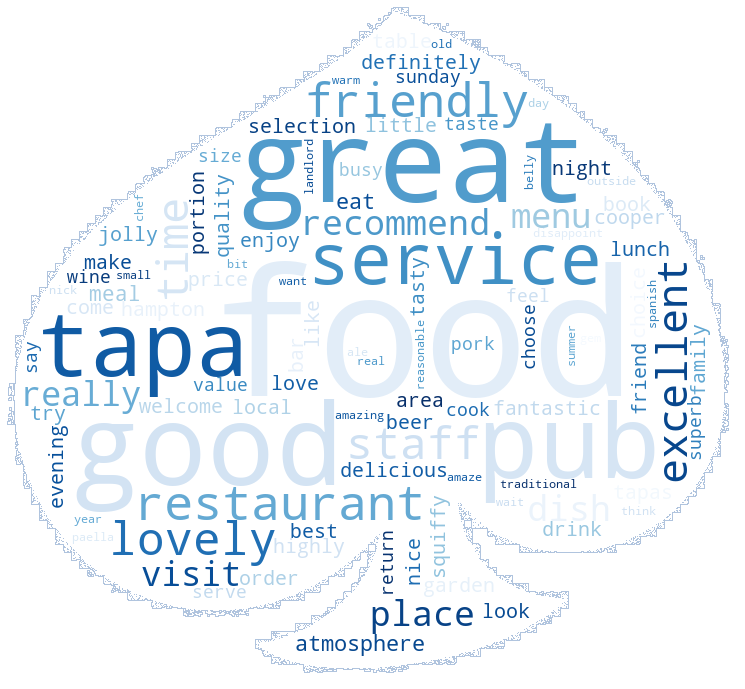 table
old
definitely
warm
sunday
friendly
day
selection
little
taste
great
size
landlord
busy
belly
night
outside
portion
quality
eat
book
chef
time
recommend
menu
cooper
jolly
enjoy
disappoint
service
lunch
make
bit
tasty
wine
small
price
want
food
excellent
nick
meal
feel
choice
spanish
come
hampton
like
choose
tapa
reasonable
say
bar
pork
summer
ale
real
friend
family
really
value
love
superb
try
welcome
local
area
cook
fantastic
amazing
beer
good
staff
pub
evening
delicious
amaze
traditional
tapas
restaurant
wait
dish
year
squiffy
think
paella
lovely
best
highly
nice
drink
return
visit
order
serve
garden
place
look
atmosphere